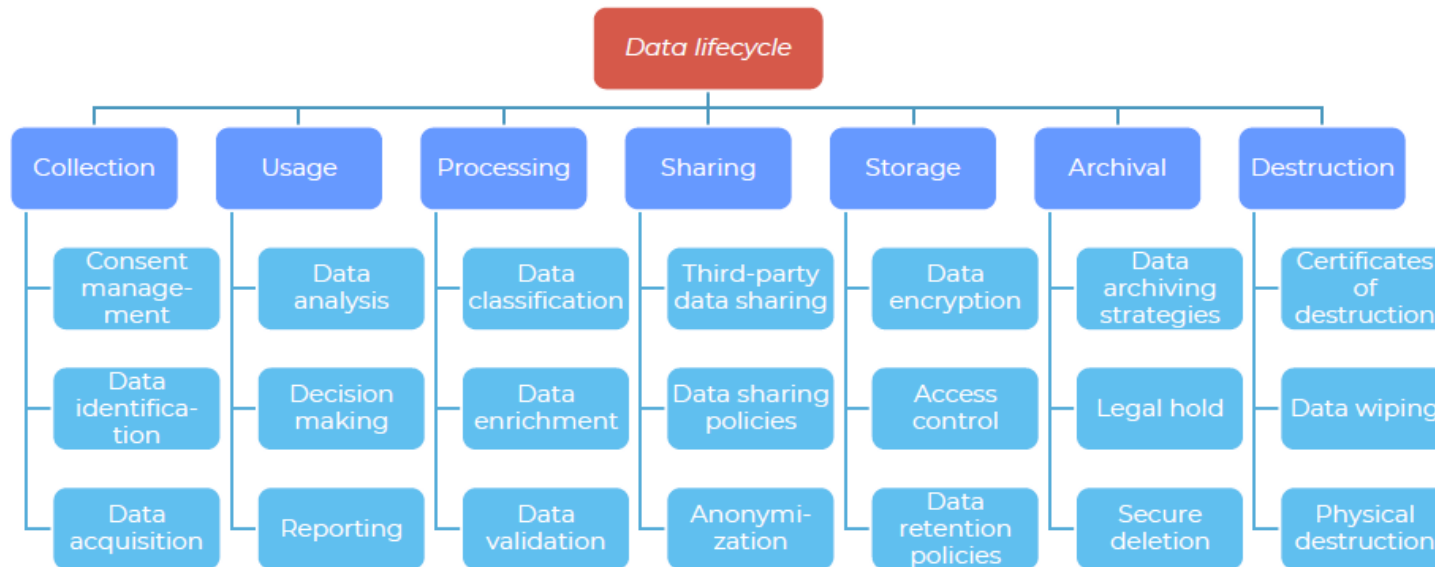 Data lifecycle
Collection
Usage
Processing
Sharing
Storage
Archival
Destruction
Consent
manage-
ment
Data
analysis
Data
classification
Third-party
data sharing
Data
encryption
Data
archiving
strategies
Certificates
of
destruction
Data
identifica-
tion
Decision
making
Data
enrichment
Data sharing
policies
Access
control
Legal hold
Data wiping
Data
acquisition
Reporting
Data
validation
Anonymi-
zation
Data
retention
policies
Secure
deletion
Physical
destruction